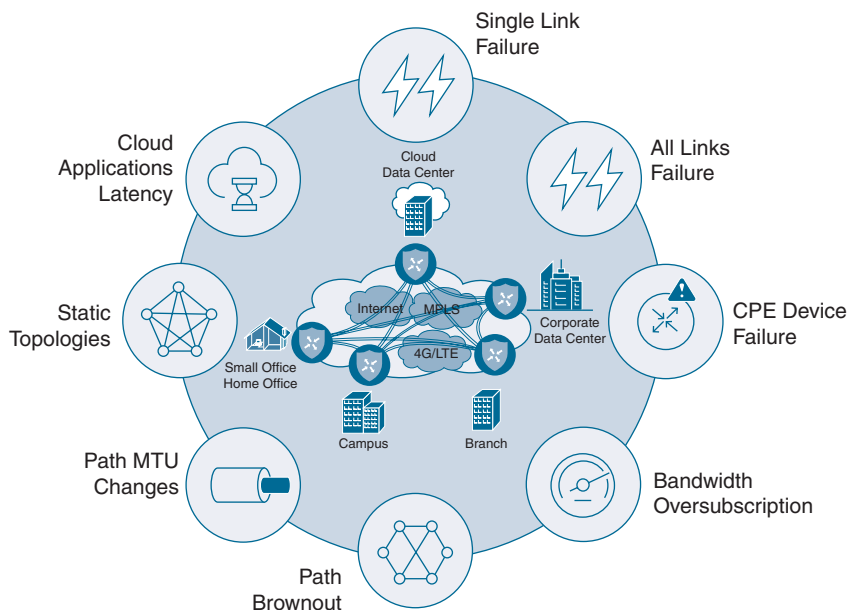 Single Link
Failure
Cloud
Applications
Latency
All Links
Failure
Cloud
Data Center
Internet
MPLS
Static
Topologies
CPE Device
Failure
Corporate
Data Center
4G/LTE
Small Office
Home Office
Campus
Branch
Path MTU
Changes
Bandwidth
Oversubscription
Path
Brownout